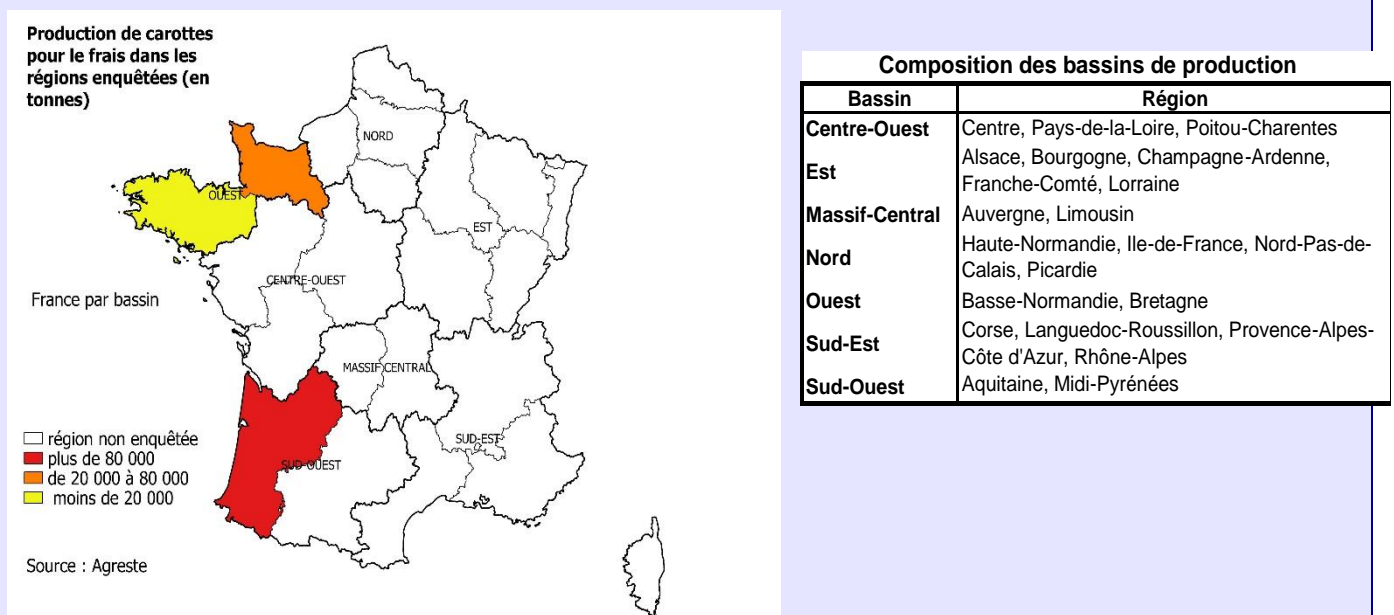 Production de carottes
pour le frais dans les
régions enquêtées (en
tonnes)
NORD
OUEST
EST
CENTRE-OUEST
France par bassin
MASSIF CENTRAL
SUD-EST
SUD-OUEST
région non enquêtée
plus de 80 000
de 20 000 à 80 000
moins de 20 000
Source : Agreste
Composition des bassins de production
Bassin Région
Centre-Ouest Centre, Pays-de-la-Loire, Poitou-Charentes
Est Alsace, Bourgogne, Champagne-Ardenne,
Franche-Comté, Lorraine
Massif-Central Auvergne, Limousin
Nord Haute-Normandie, Ile-de-France, Nord-Pas-de-
Calais, Picardie
Ouest Basse-Normandie, Bretagne
Sud-Est Corse, Languedoc-Roussillon, Provence-Alpes-
Côte d'Azur, Rhône-Alpes
Sud-Ouest Aquitaine, Midi-Pyrénées